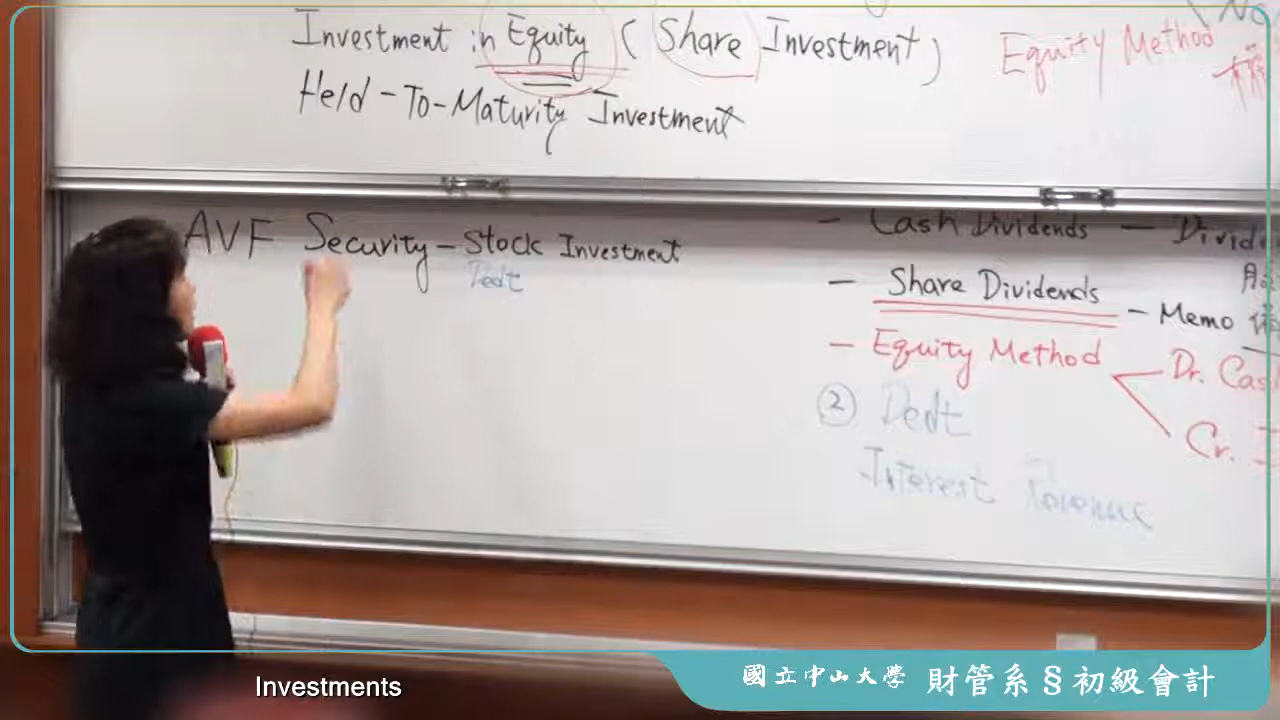 Investment in Equity (Share Investment)
Equity Method
Held-To-Maturity Investment
AVF Security - Stock Investment
Dedt
- Cash Dividends -
- Share Dividends
- Memo
- Equity Method
Dr. Cas
Cr.
② Dedt
Interest Revenue
Investments
國立中山大學 財管系§初級會計